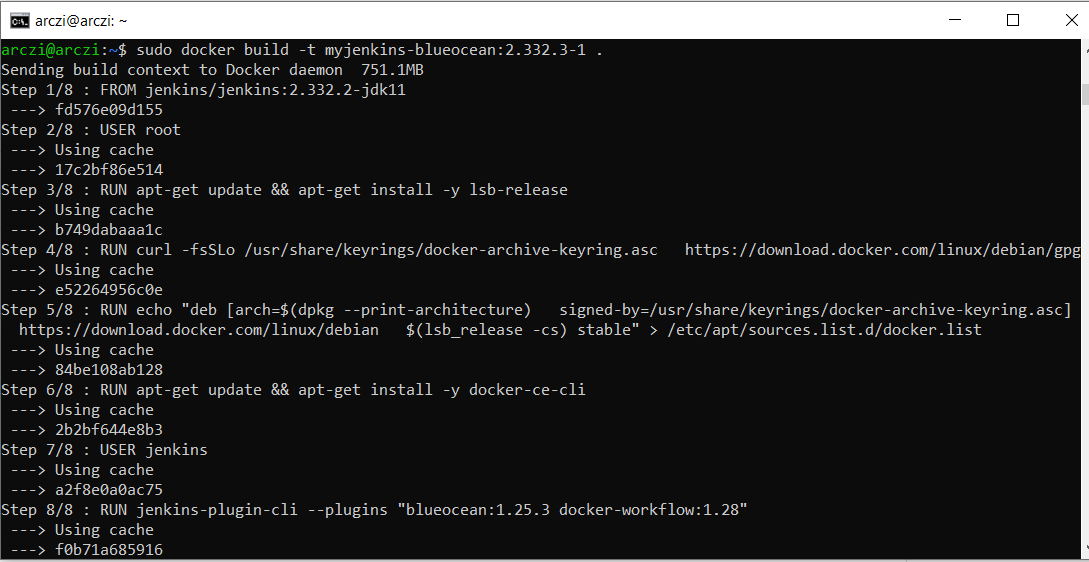 arczi@arczi: ~
arczi@arczi:~$ sudo docker build -t myjenkins-blueocean:2.332.3-1 .
Sending build context to Docker daemon  751.1MB
Step 1/8 : FROM jenkins/jenkins:2.332.2-jdk11
 ---> fd576e09d155
Step 2/8 : USER root
 ---> Using cache
 ---> 17c2bf86e514
Step 3/8 : RUN apt-get update && apt-get install -y lsb-release
 ---> Using cache
 ---> b749dabaaa1c
Step 4/8 : RUN curl -fsSLo /usr/share/keyrings/docker-archive-keyring.asc   https://download.docker.com/linux/debian/gpg
 ---> Using cache
 ---> e52264956c0e
Step 5/8 : RUN echo "deb [arch=$(dpkg --print-architecture)   signed-by=/usr/share/keyrings/docker-archive-keyring.asc]
  https://download.docker.com/linux/debian   $(lsb_release -cs) stable" > /etc/apt/sources.list.d/docker.list
 ---> Using cache
 ---> 84be108ab128
Step 6/8 : RUN apt-get update && apt-get install -y docker-ce-cli
 ---> Using cache
 ---> 2b2bf644e8b3
Step 7/8 : USER jenkins
 ---> Using cache
 ---> a2f8e0a0ac75
Step 8/8 : RUN jenkins-plugin-cli --plugins "blueocean:1.25.3 docker-workflow:1.28"
 ---> Using cache
 ---> f0b71a685916